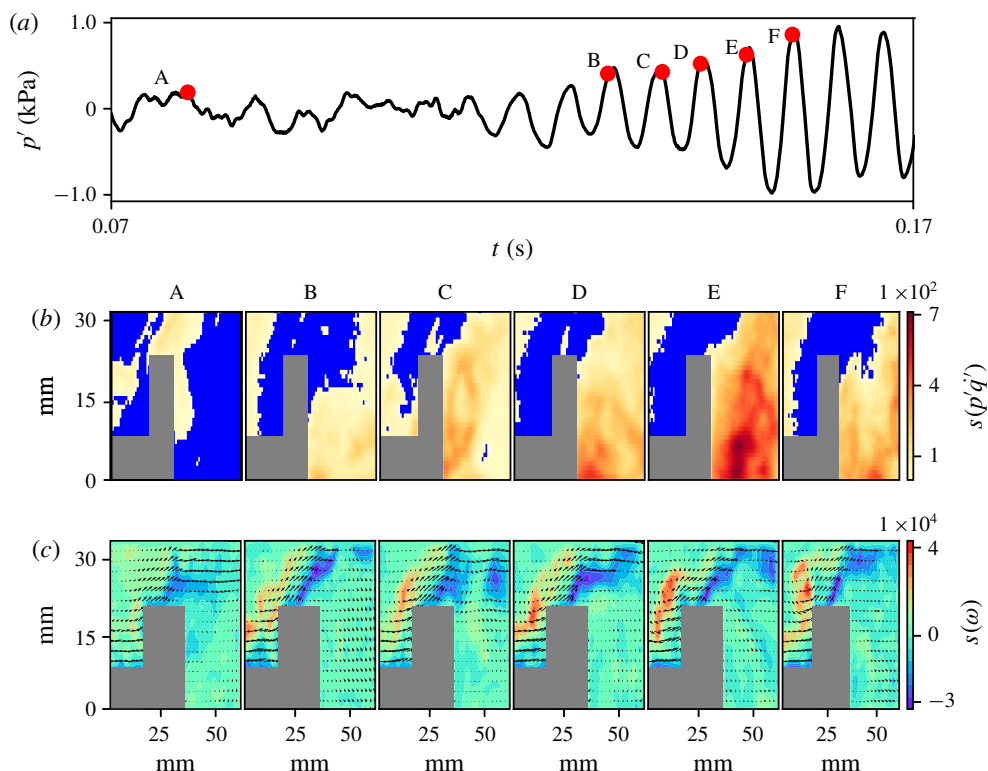 (a)
1.0
0
−1.0
p′ (kPa)
A
B
C
D
E
F
0.07
0.17
t (s)
A
B
C
D
E
F
1 ×10²
(b)
30
15
0
mm
7
4
1
s(p′q̇′)
(c)
30
15
0
mm
1 ×10⁴
4
0
−3
s(ω)
25 50
25 50
25 50
25 50
25 50
25 50
mm
mm
mm
mm
mm
mm